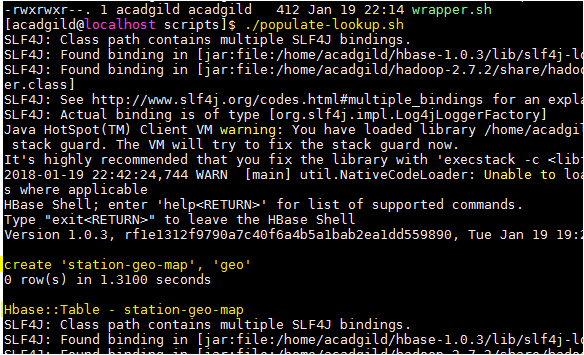 -rwxrwxr--. 1 acadgild acadgild   412 Jan 19 22:14 wrapper.sh
[acadgild@localhost scripts]$ ./populate-lookup.sh
SLF4J: Class path contains multiple SLF4J bindings.
SLF4J: Found binding in [jar:file:/home/acadgild/hbase-1.0.3/lib/slf4j-lo
SLF4J: Found binding in [jar:file:/home/acadgild/hadoop-2.7.2/share/hadoo
er.class]
SLF4J: See http://www.slf4j.org/codes.html#multiple_bindings for an expla
SLF4J: Actual binding is of type [org.slf4j.impl.Log4jLoggerFactory]
Java HotSpot(TM) Client VM warning: You have loaded library /home/acadgil
 stack guard. The VM will try to fix the stack guard now.
It's highly recommended that you fix the library with 'execstack -c <lib
2018-01-19 22:42:24,744 WARN  [main] util.NativeCodeLoader: Unable to loa
s where applicable
HBase Shell; enter 'help<RETURN>' for list of supported commands.
Type "exit<RETURN>" to leave the HBase Shell
Version 1.0.3, rf1e1312f9790a7c40f6a4b5a1bab2ea1dd559890, Tue Jan 19 19:2

create 'station-geo-map', 'geo'
0 row(s) in 1.3100 seconds

Hbase::Table - station-geo-map
SLF4J: Class path contains multiple SLF4J bindings.
SLF4J: Found binding in [jar:file:/home/acadgild/hbase-1.0.3/lib/slf4j-lo
SLF4J: Found binding in [jar:file:/home/acadgild/hadoop-2.7.2/share/hadoo